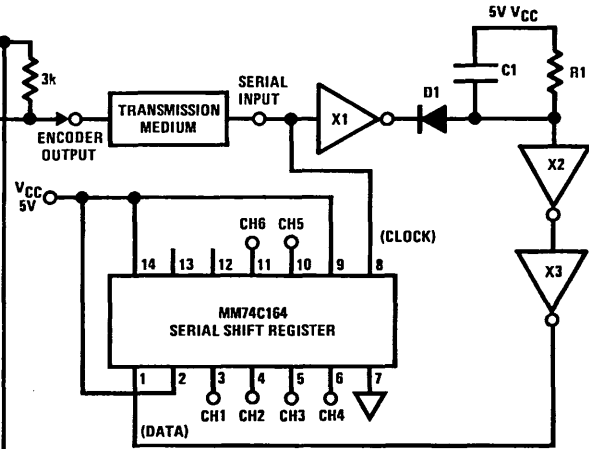 5V VCC
3k
C1
R1
SERIAL
INPUT
D1
TRANSMISSION
MEDIUM
X1
ENCODER
OUTPUT
X2
VCC
5V
CH6 CH5
(CLOCK)
14 13 12 11 10 9 8
X3
MM74C164
SERIAL SHIFT REGISTER
1 2 3 4 5 6 7
CH1 CH2 CH3 CH4
(DATA)